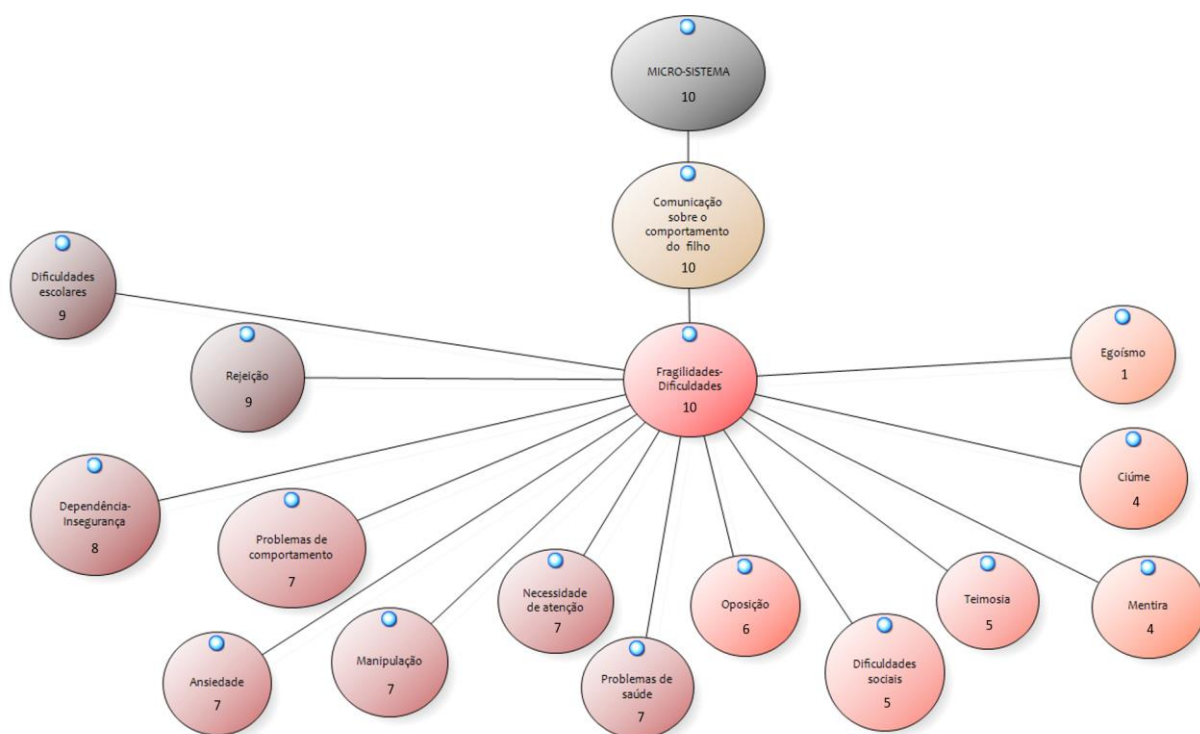 MICRO-SISTEMA
10
Comunicação
sobre o
comportamento
do filho
10
Dificuldades
escolares
9
Rejeição
9
Fragilidades-
Dificuldades
10
Egoísmo
1
Ciúme
4
Dependência-
Insegurança
8
Problemas de
comportamento
7
Necessidade
de atenção
7
Oposição
6
Teimosia
5
Mentira
4
Ansiedade
7
Manipulação
7
Problemas de
saúde
7
Dificuldades
sociais
5